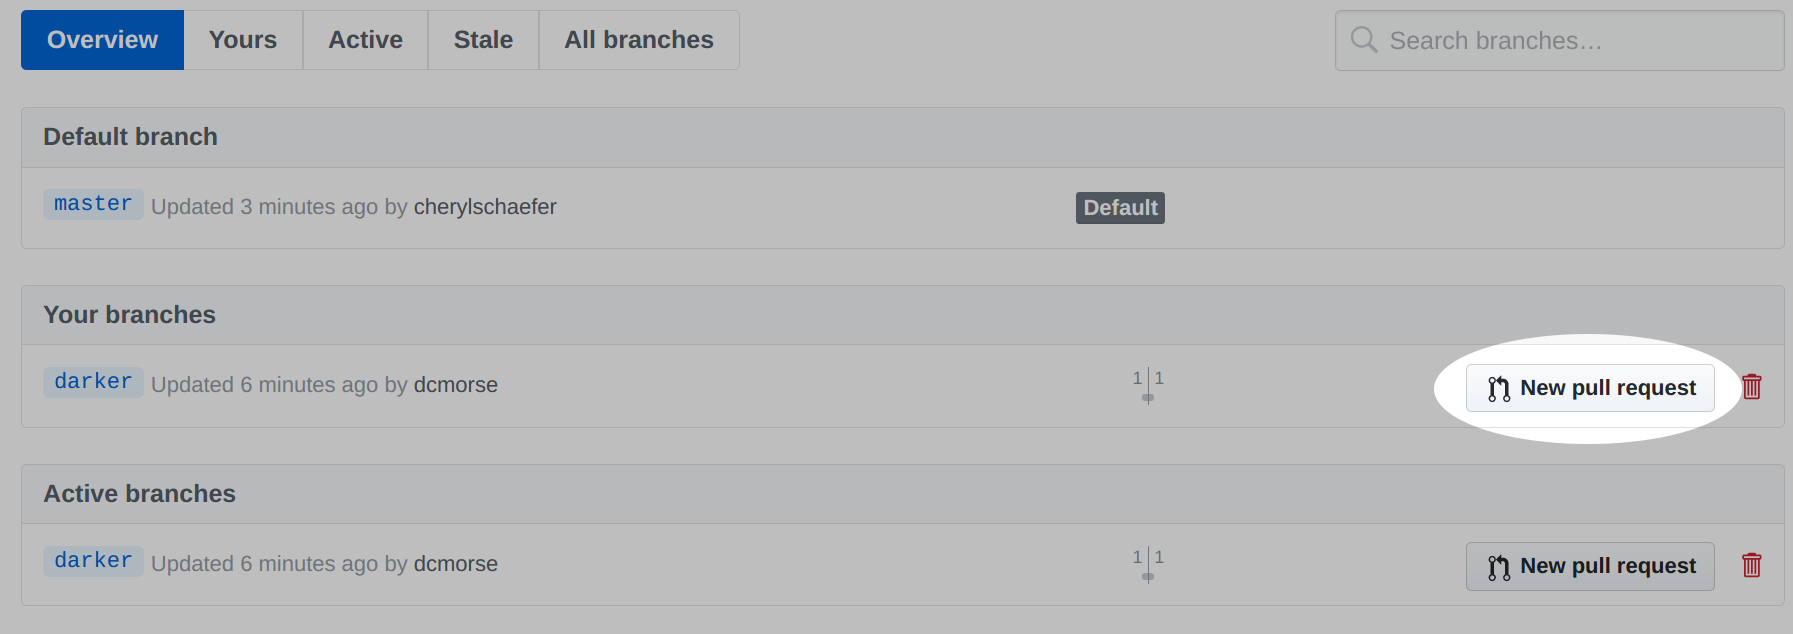 Overview Yours Active Stale All branches Search branches…
Default branch
master Updated 3 minutes ago by cherylschaefer Default
Your branches
darker Updated 6 minutes ago by dcmorse 1 1 New pull request
Active branches
darker Updated 6 minutes ago by dcmorse 1 1 New pull request